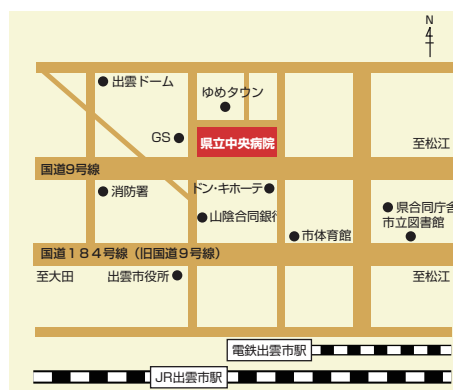 N
出雲ドーム
ゆめタウン
GS
県立中央病院
至松江
国道9号線
消防署
ドン・キホーテ
山陰合同銀行
県合同庁舎
市立図書館
市体育館
国道184号線（旧国道9号線）
至大田
出雲市役所
至松江
電鉄出雲市駅
JR出雲市駅